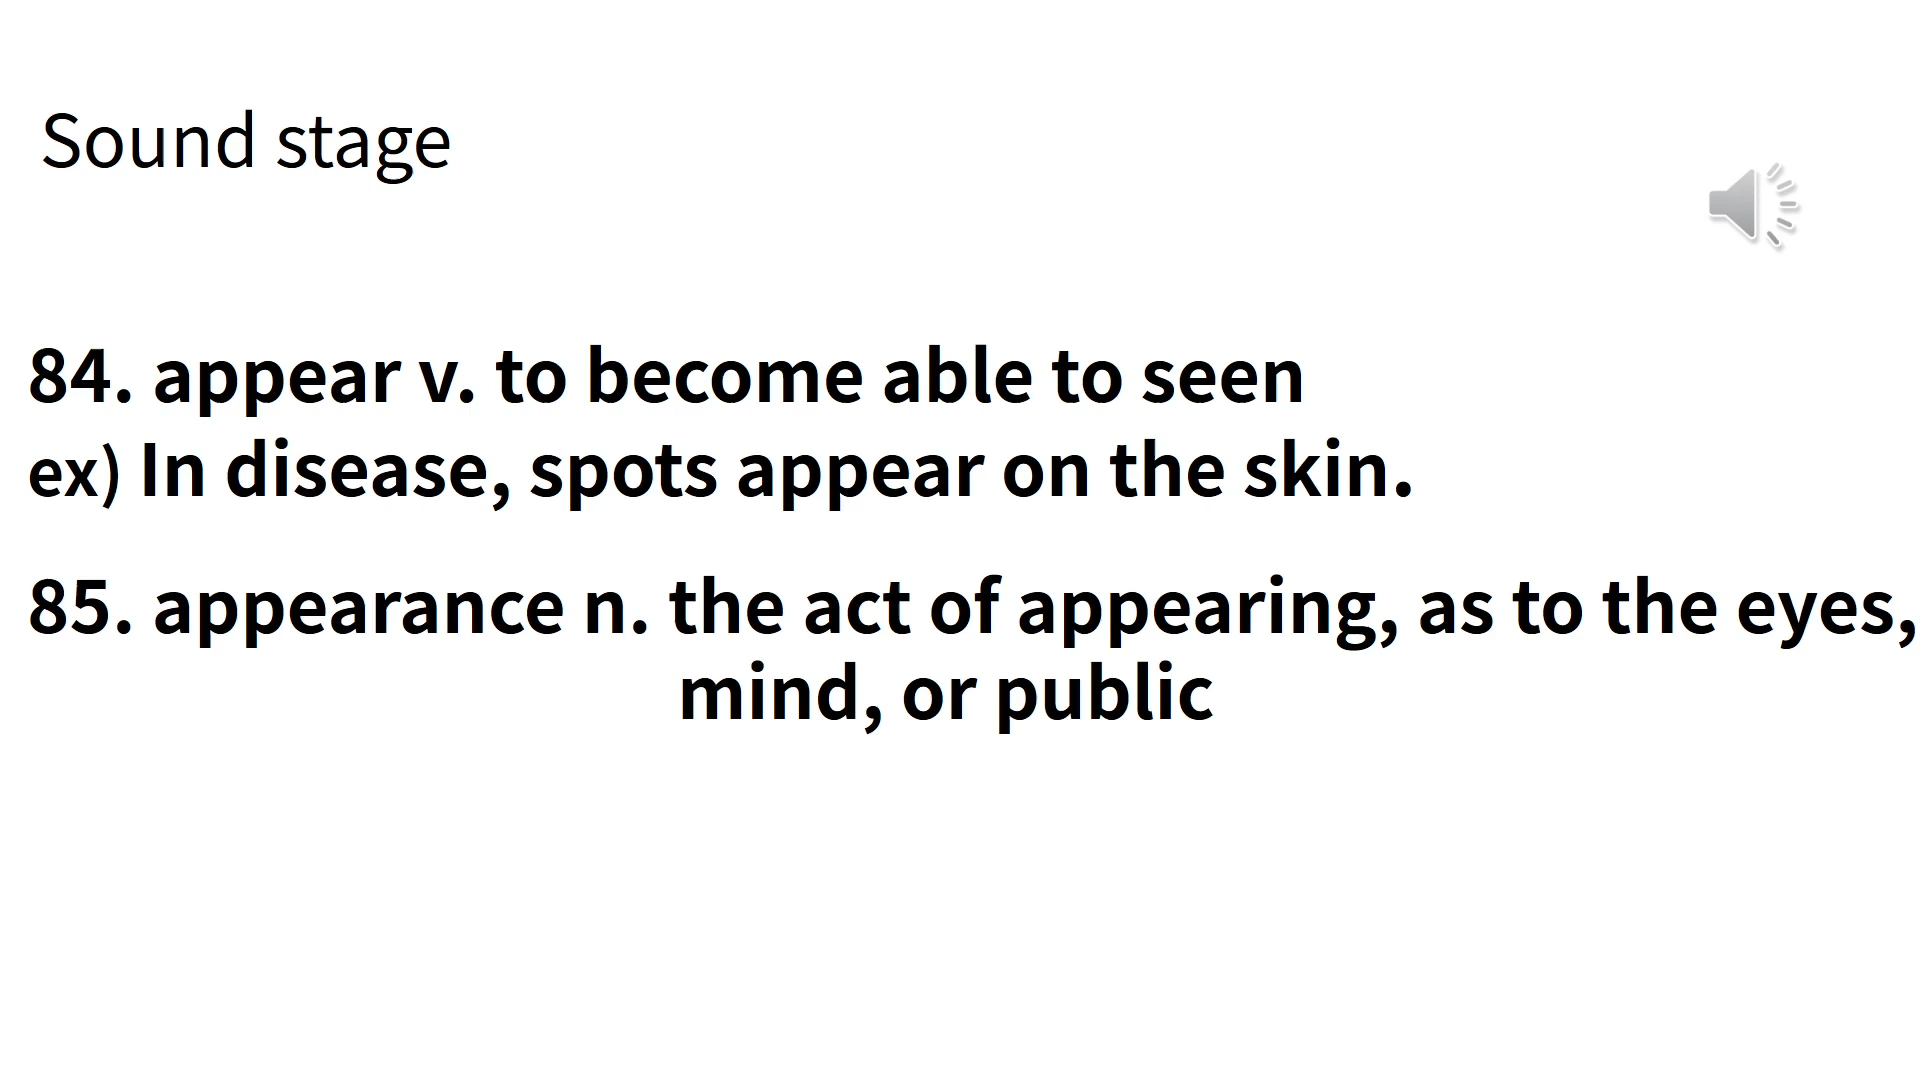 Sound stage
84. appear v. to become able to seen
ex) In disease, spots appear on the skin.
85. appearance n. the act of appearing, as to the eyes,
mind, or public